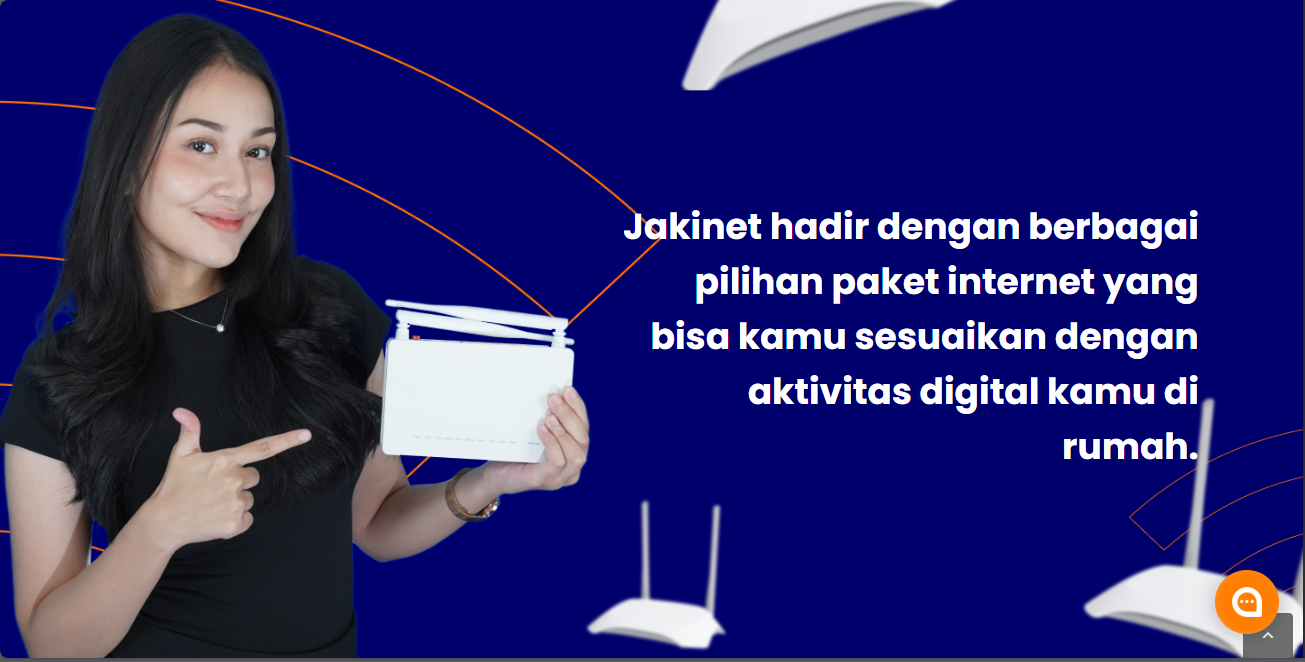 Jakinet hadir dengan berbagai
pilihan paket internet yang
bisa kamu sesuaikan dengan
aktivitas digital kamu di
rumah.